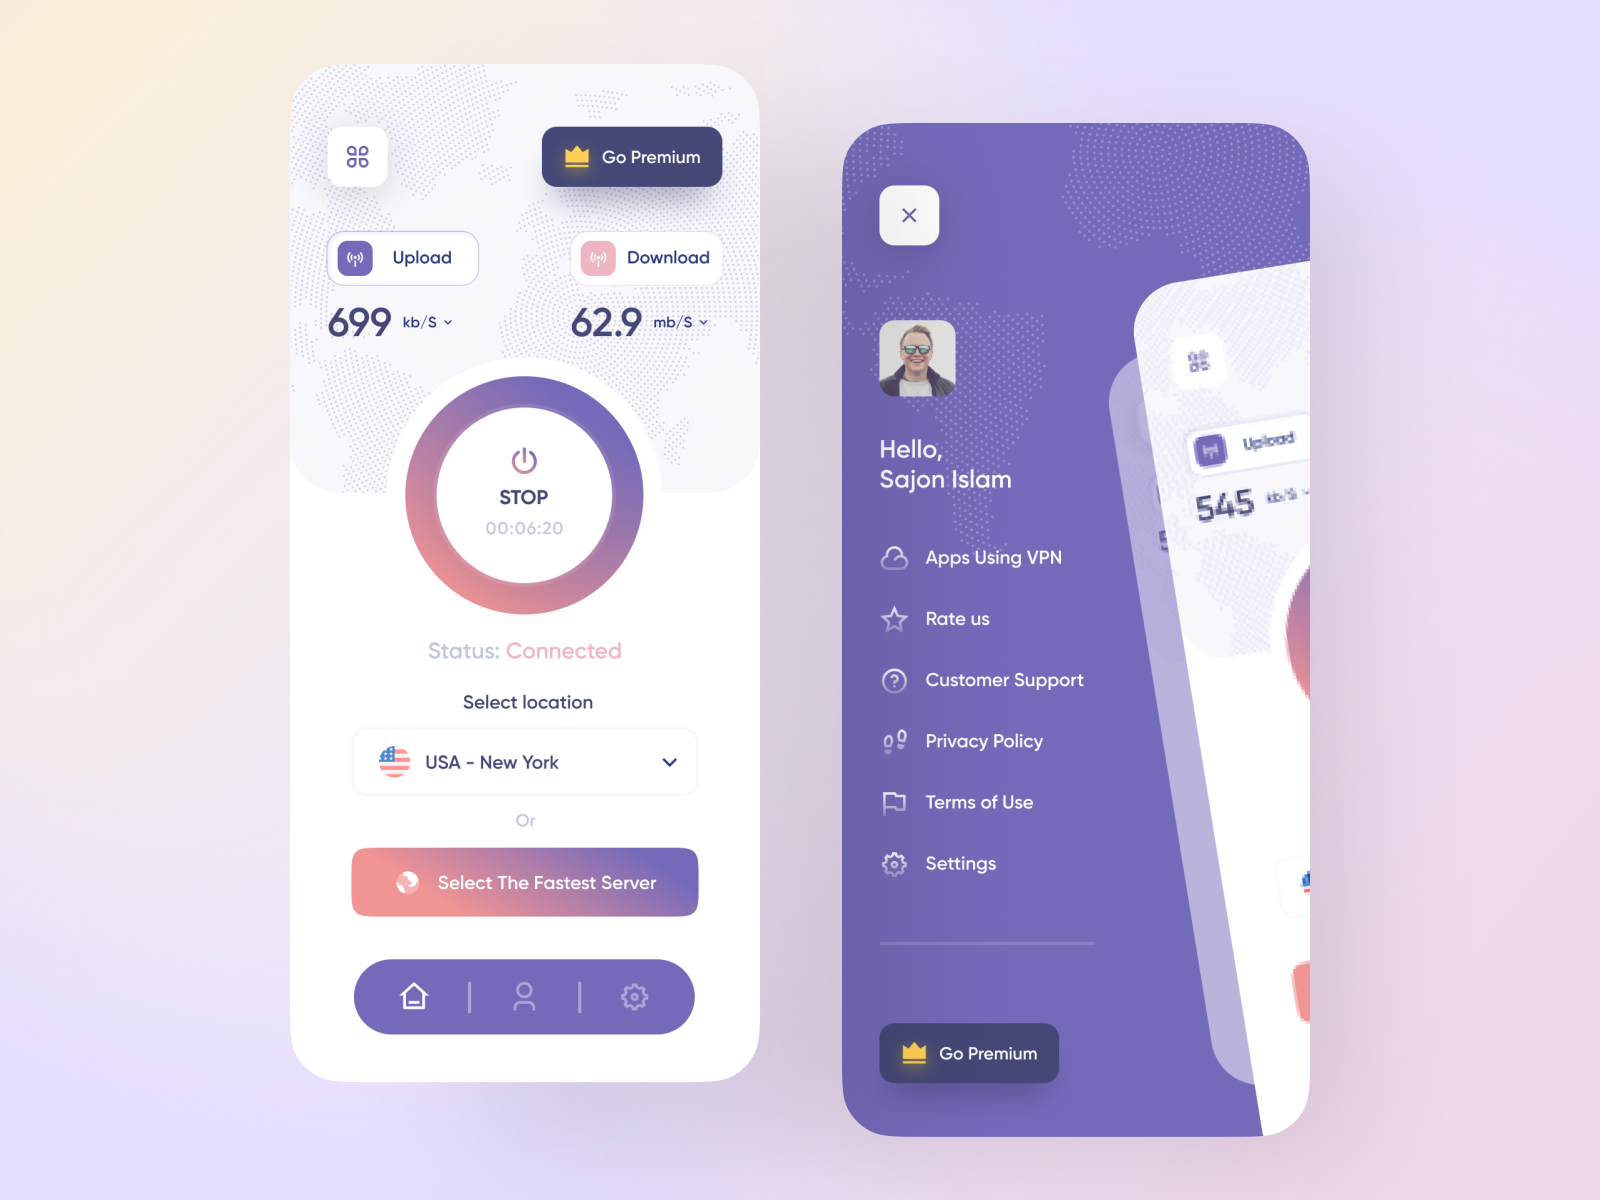 Go Premium
Upload
Download
699 kb/S
62.9 mb/S
STOP
00:06:20
Status: Connected
Select location
USA - New York
Or
Select The Fastest Server
Hello,
Sajon Islam
Apps Using VPN
Rate us
Customer Support
Privacy Policy
Terms of Use
Settings
Go Premium
Upload
545 kb/S